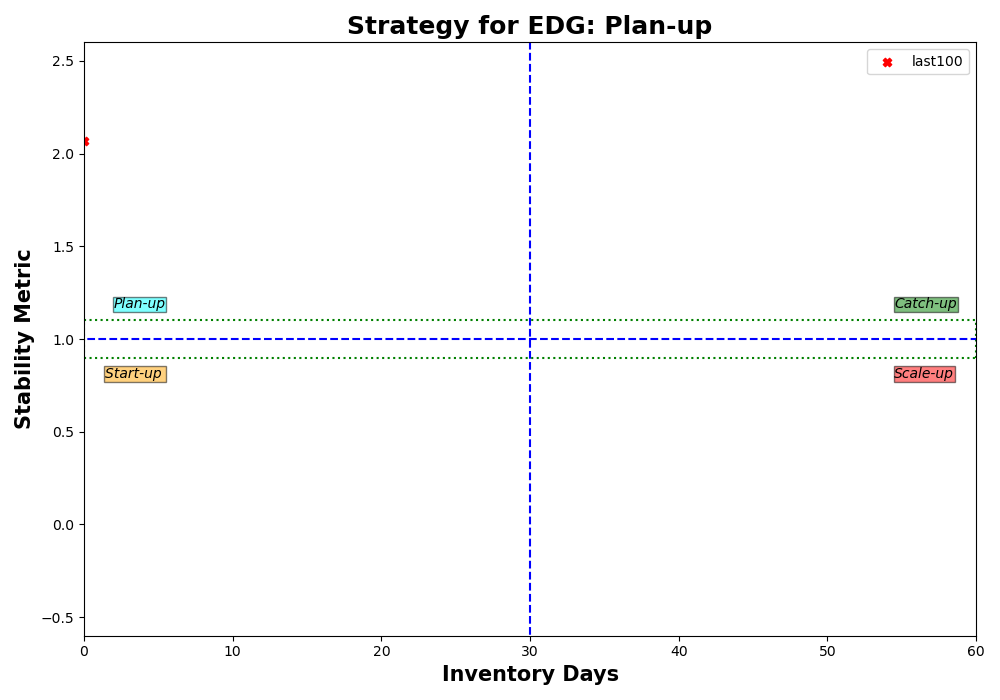 Strategy for EDG: Plan-up
last100
2.5
2.0
1.5
1.0
0.5
0.0
−0.5
Stability Metric
Plan-up
Catch-up
Start-up
Scale-up
0 10 20 30 40 50 60
Inventory Days